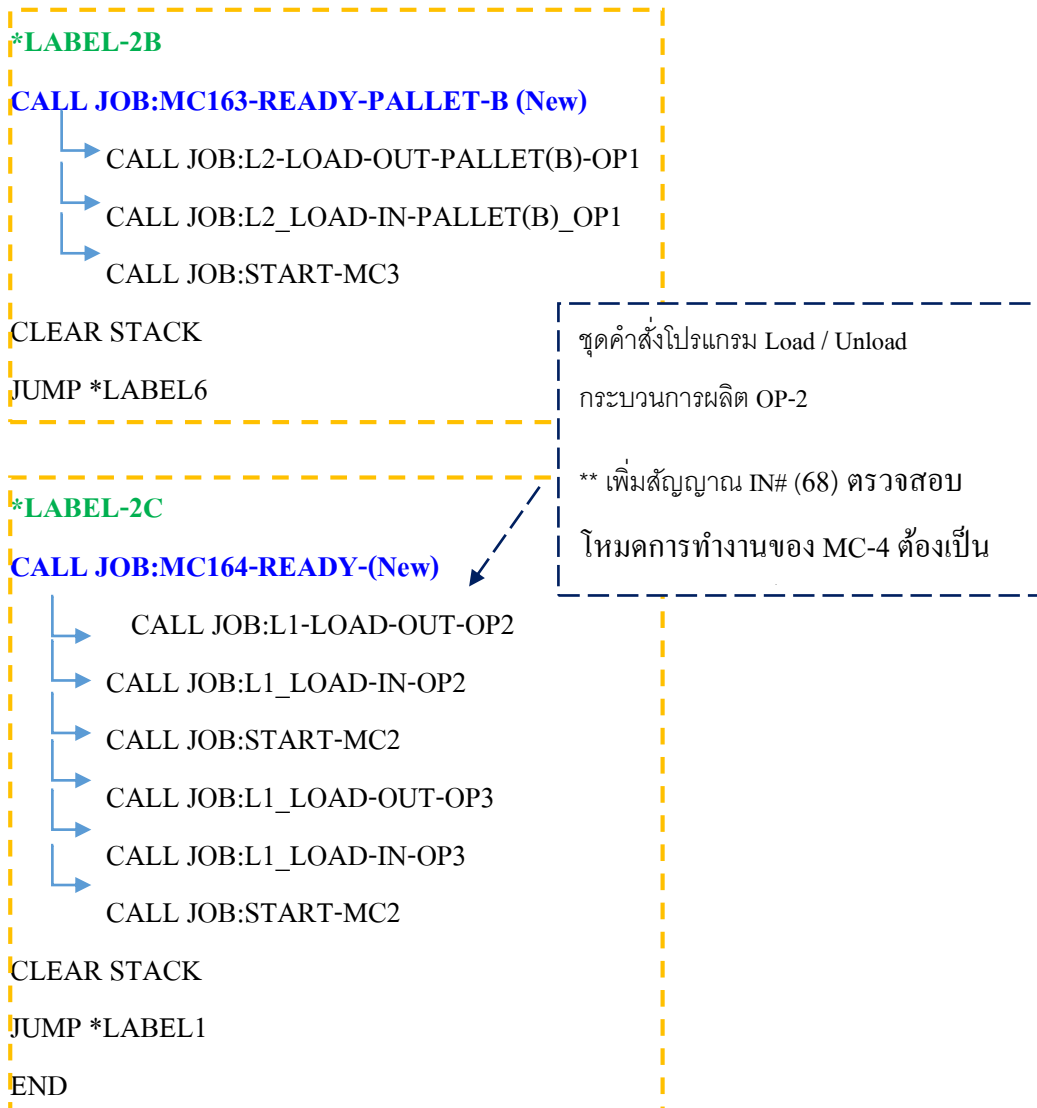 *LABEL-2B
CALL JOB:MC163-READY-PALLET-B (New)
CALL JOB:L2-LOAD-OUT-PALLET(B)-OP1
CALL JOB:L2_LOAD-IN-PALLET(B)_OP1
CALL JOB:START-MC3
CLEAR STACK
JUMP *LABEL6
ชุดคำสั่งโปรแกรม Load / Unload
กระบวนการผลิต OP-2
** เพิ่มสัญญาณ IN# (68) ตรวจสอบ
โหมดการทำงานของ MC-4 ต้องเป็น
*LABEL-2C
CALL JOB:MC164-READY-(New)
CALL JOB:L1-LOAD-OUT-OP2
CALL JOB:L1_LOAD-IN-OP2
CALL JOB:START-MC2
CALL JOB:L1_LOAD-OUT-OP3
CALL JOB:L1_LOAD-IN-OP3
CALL JOB:START-MC2
CLEAR STACK
JUMP *LABEL1
END